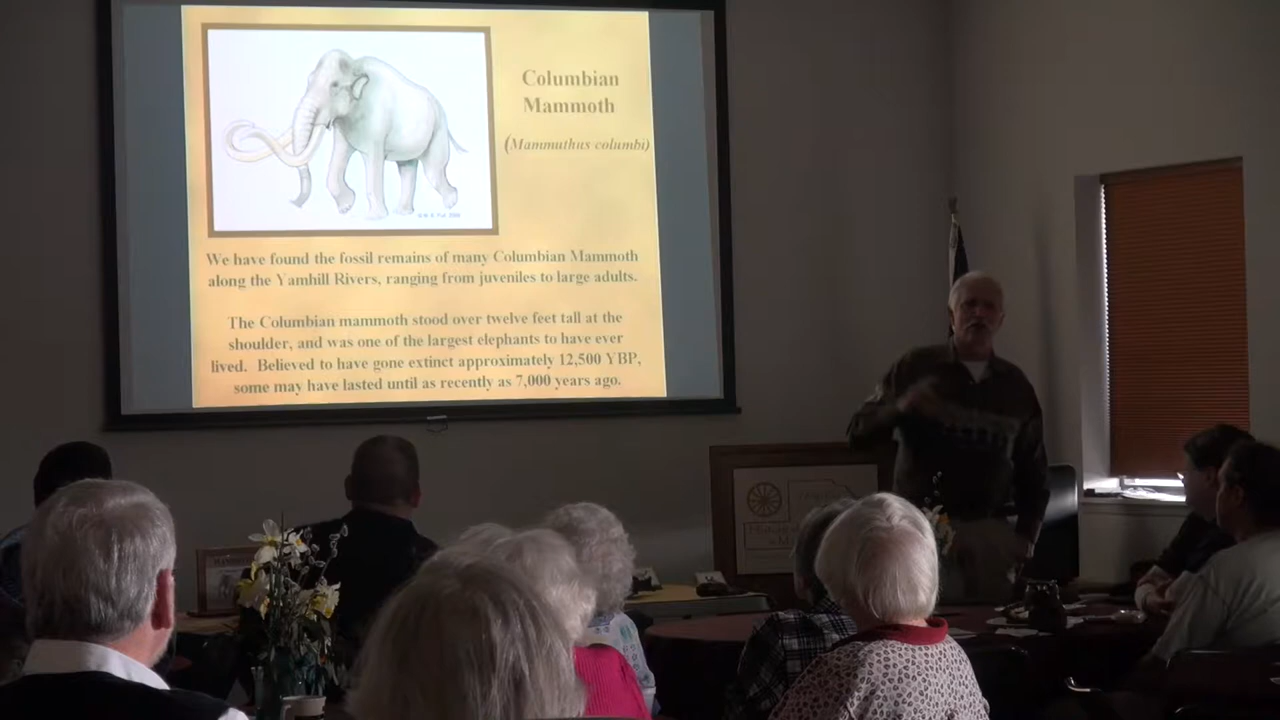 Columbian
Mammoth
(Mammuthus columbi)
We have found the fossil remains of many Columbian Mammoth
along the Yamhill Rivers, ranging from juveniles to large adults.
The Columbian mammoth stood over twelve feet tall at the
shoulder, and was one of the largest elephants to have ever
lived. Believed to have gone extinct approximately 12,500 YBP,
some may have lasted until as recently as 7,000 years ago.